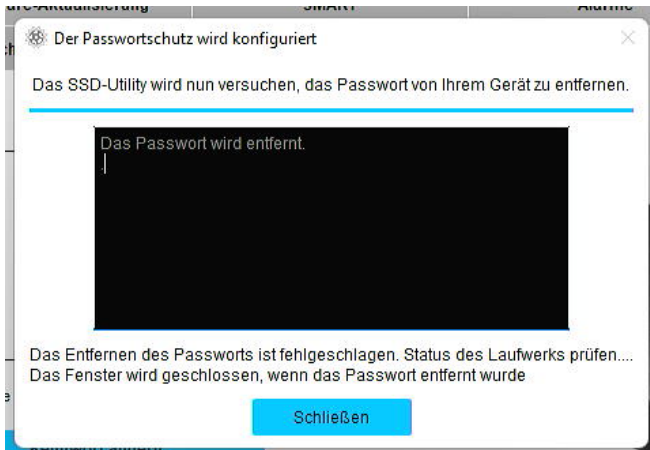 SMART
Alarme
Der Passwortschutz wird konfiguriert
Das SSD-Utility wird nun versuchen, das Passwort von Ihrem Gerät zu entfernen.
Das Passwort wird entfernt.
.
Das Entfernen des Passworts ist fehlgeschlagen. Status des Laufwerks prüfen....
Das Fenster wird geschlossen, wenn das Passwort entfernt wurde
Schließen